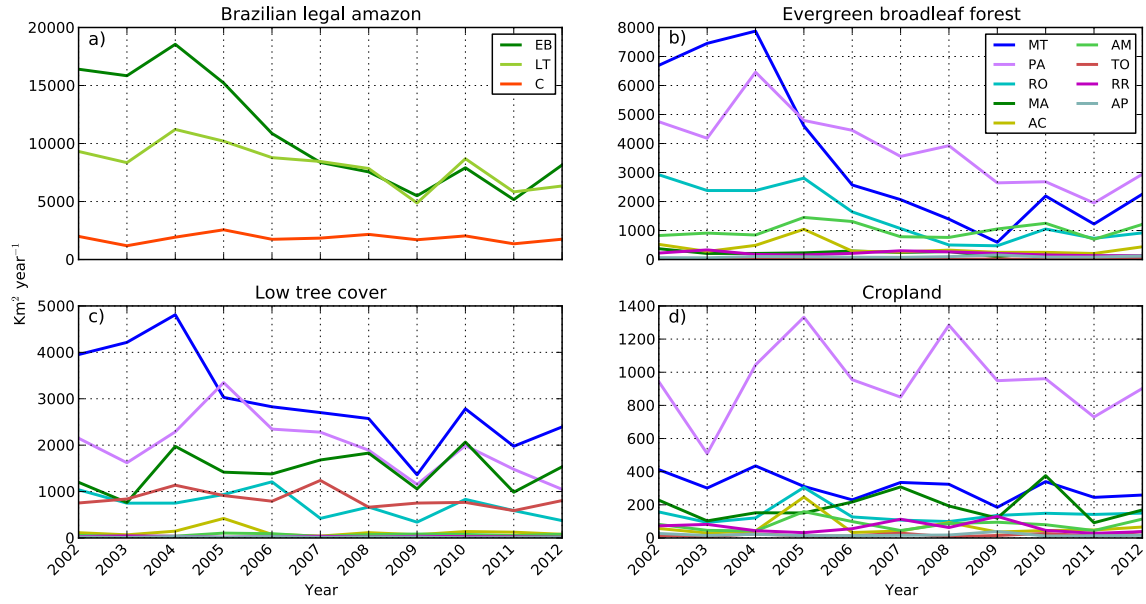 Brazilian legal amazon
a)
20000
15000
10000
5000
0
EB
LT
C
Evergreen broadleaf forest
b)
8000
7000
6000
5000
4000
3000
2000
1000
0
MT
PA
RO
MA
AC
AM
TO
RR
AP
Km² year⁻¹
Low tree cover
c)
5000
4000
3000
2000
1000
0
2002 2003 2004 2005 2006 2007 2008 2009 2010 2011 2012
Year
Cropland
d)
1400
1200
1000
800
600
400
200
0
2002 2003 2004 2005 2006 2007 2008 2009 2010 2011 2012
Year